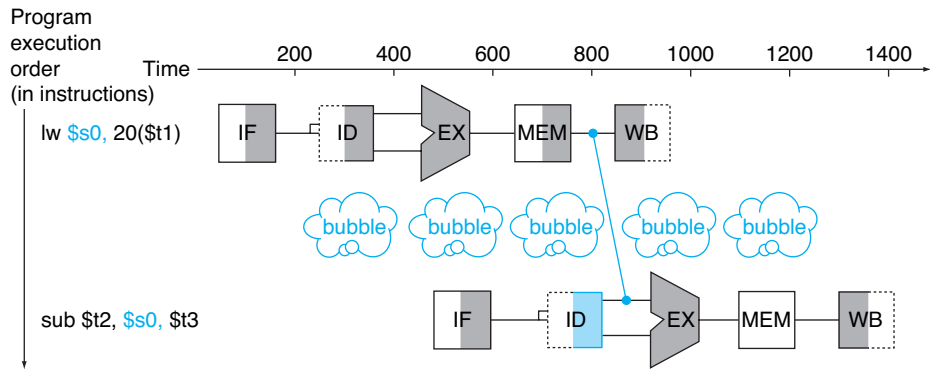 Program
execution
order
(in instructions)
Time
200 400 600 800 1000 1200 1400
lw $s0, 20($t1)
IF ID EX MEM WB
bubble bubble bubble bubble bubble
sub $t2, $s0, $t3
IF ID EX MEM WB